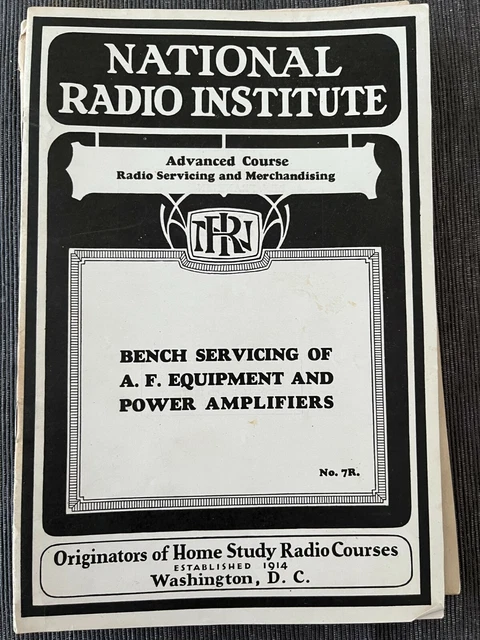 NATIONAL
RADIO INSTITUTE
Advanced Course
Radio Servicing and Merchandising
NRI
BENCH SERVICING OF
A. F. EQUIPMENT AND
POWER AMPLIFIERS
No. 7R.
Originators of Home Study Radio Courses
ESTABLISHED 1914
Washington, D. C.